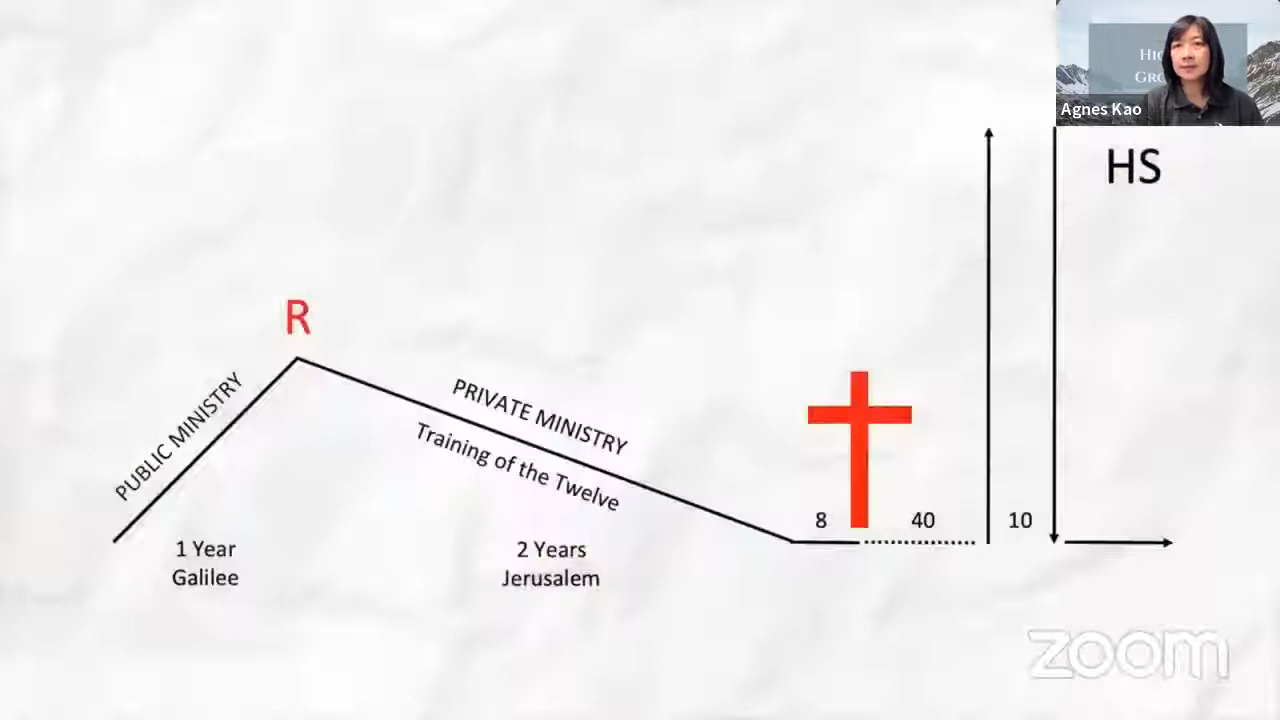 Agnes Kao
HS
R
PUBLIC MINISTRY
PRIVATE MINISTRY
Training of the Twelve
8
40
10
1 Year
Galilee
2 Years
Jerusalem
zoom